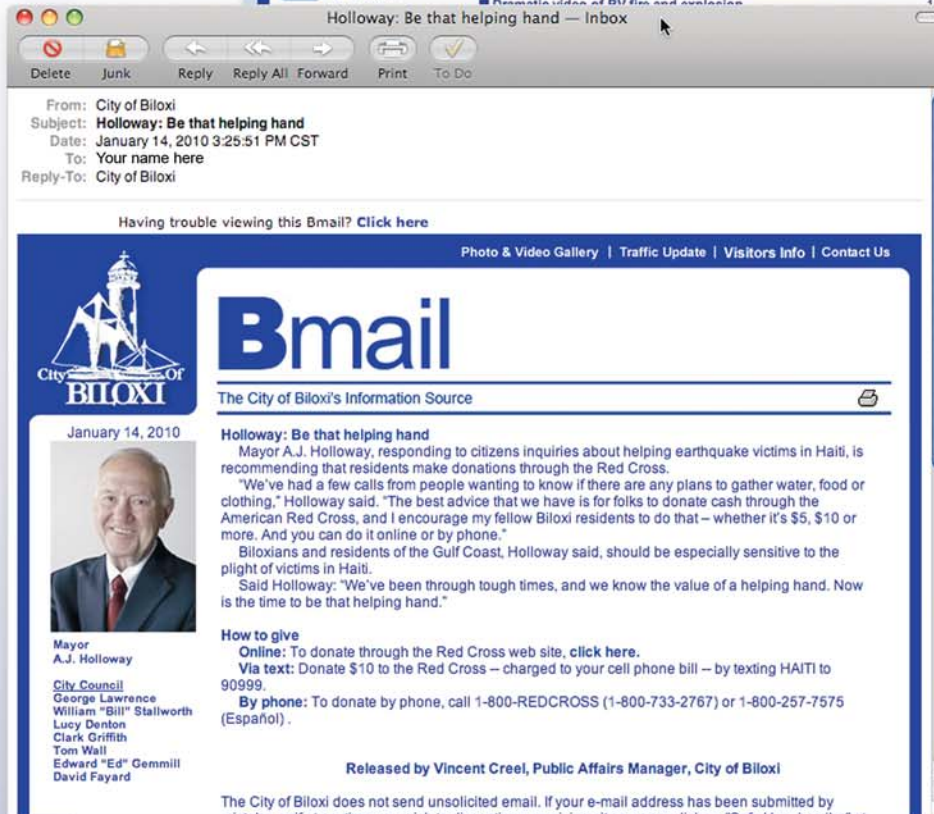 Dramatic video of RV fire and explosion
Holloway: Be that helping hand — Inbox
Delete Junk Reply Reply All Forward Print To Do
From: City of Biloxi
Subject: Holloway: Be that helping hand
Date: January 14, 2010 3:25:51 PM CST
To: Your name here
Reply-To: City of Biloxi
Having trouble viewing this Bmail? Click here
Photo & Video Gallery | Traffic Update | Visitors Info | Contact Us
City Of
BILOXI
Bmail
The City of Biloxi's Information Source
January 14, 2010
Mayor
A.J. Holloway
City Council
George Lawrence
William "Bill" Stallworth
Lucy Denton
Clark Griffith
Tom Wall
Edward "Ed" Gemmill
David Fayard
Holloway: Be that helping hand
Mayor A.J. Holloway, responding to citizens inquiries about helping earthquake victims in Haiti, is
recommending that residents make donations through the Red Cross.
"We've had a few calls from people wanting to know if there are any plans to gather water, food or
clothing," Holloway said. "The best advice that we have is for folks to donate cash through the
American Red Cross, and I encourage my fellow Biloxi residents to do that – whether it's $5, $10 or
more. And you can do it online or by phone."
Biloxians and residents of the Gulf Coast, Holloway said, should be especially sensitive to the
plight of victims in Haiti.
Said Holloway: "We've been through tough times, and we know the value of a helping hand. Now
is the time to be that helping hand."
How to give
Online: To donate through the Red Cross web site, click here.
Via text: Donate $10 to the Red Cross -- charged to your cell phone bill -- by texting HAITI to
90999.
By phone: To donate by phone, call 1-800-REDCROSS (1-800-733-2767) or 1-800-257-7575
(Español) .
Released by Vincent Creel, Public Affairs Manager, City of Biloxi
The City of Biloxi does not send unsolicited email. If your e-mail address has been submitted by